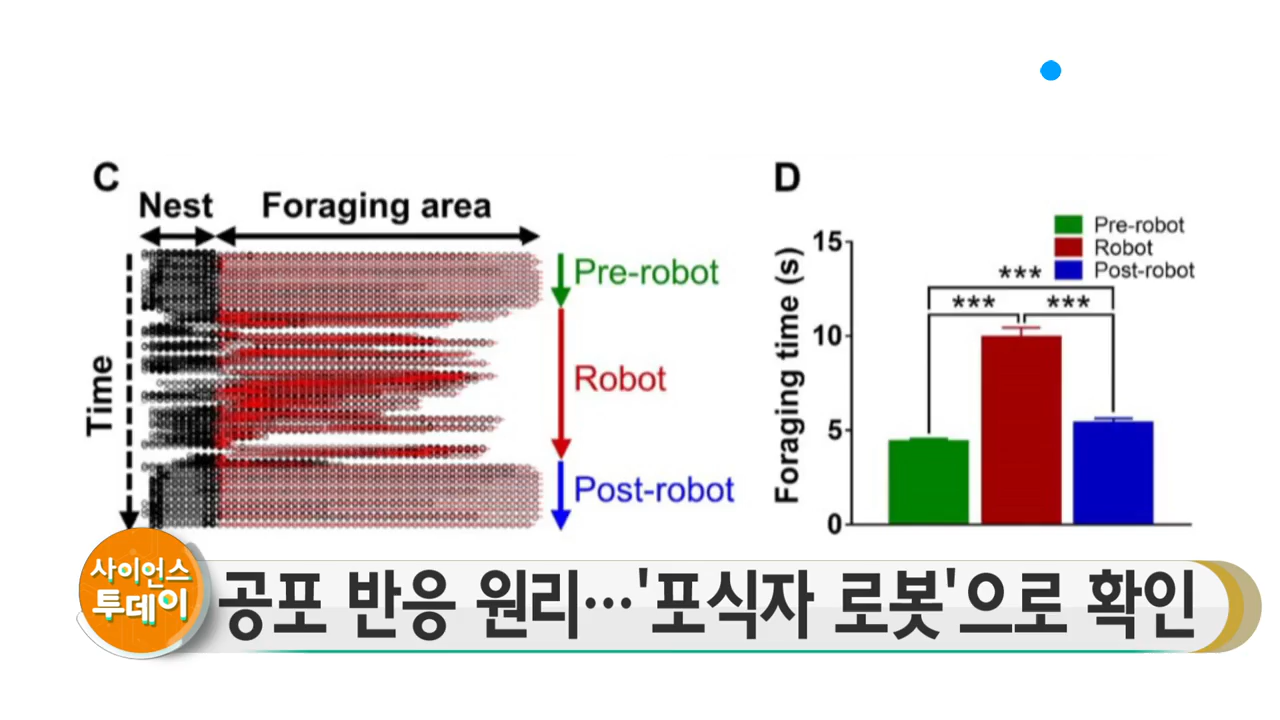 C
Nest
Foraging area
Time
Pre-robot
Robot
Post-robot
D
Foraging time (s)
15
10
5
0
Pre-robot
Robot
Post-robot
***
***
***
사이언스
투데이
공포 반응 원리…'포식자 로봇'으로 확인